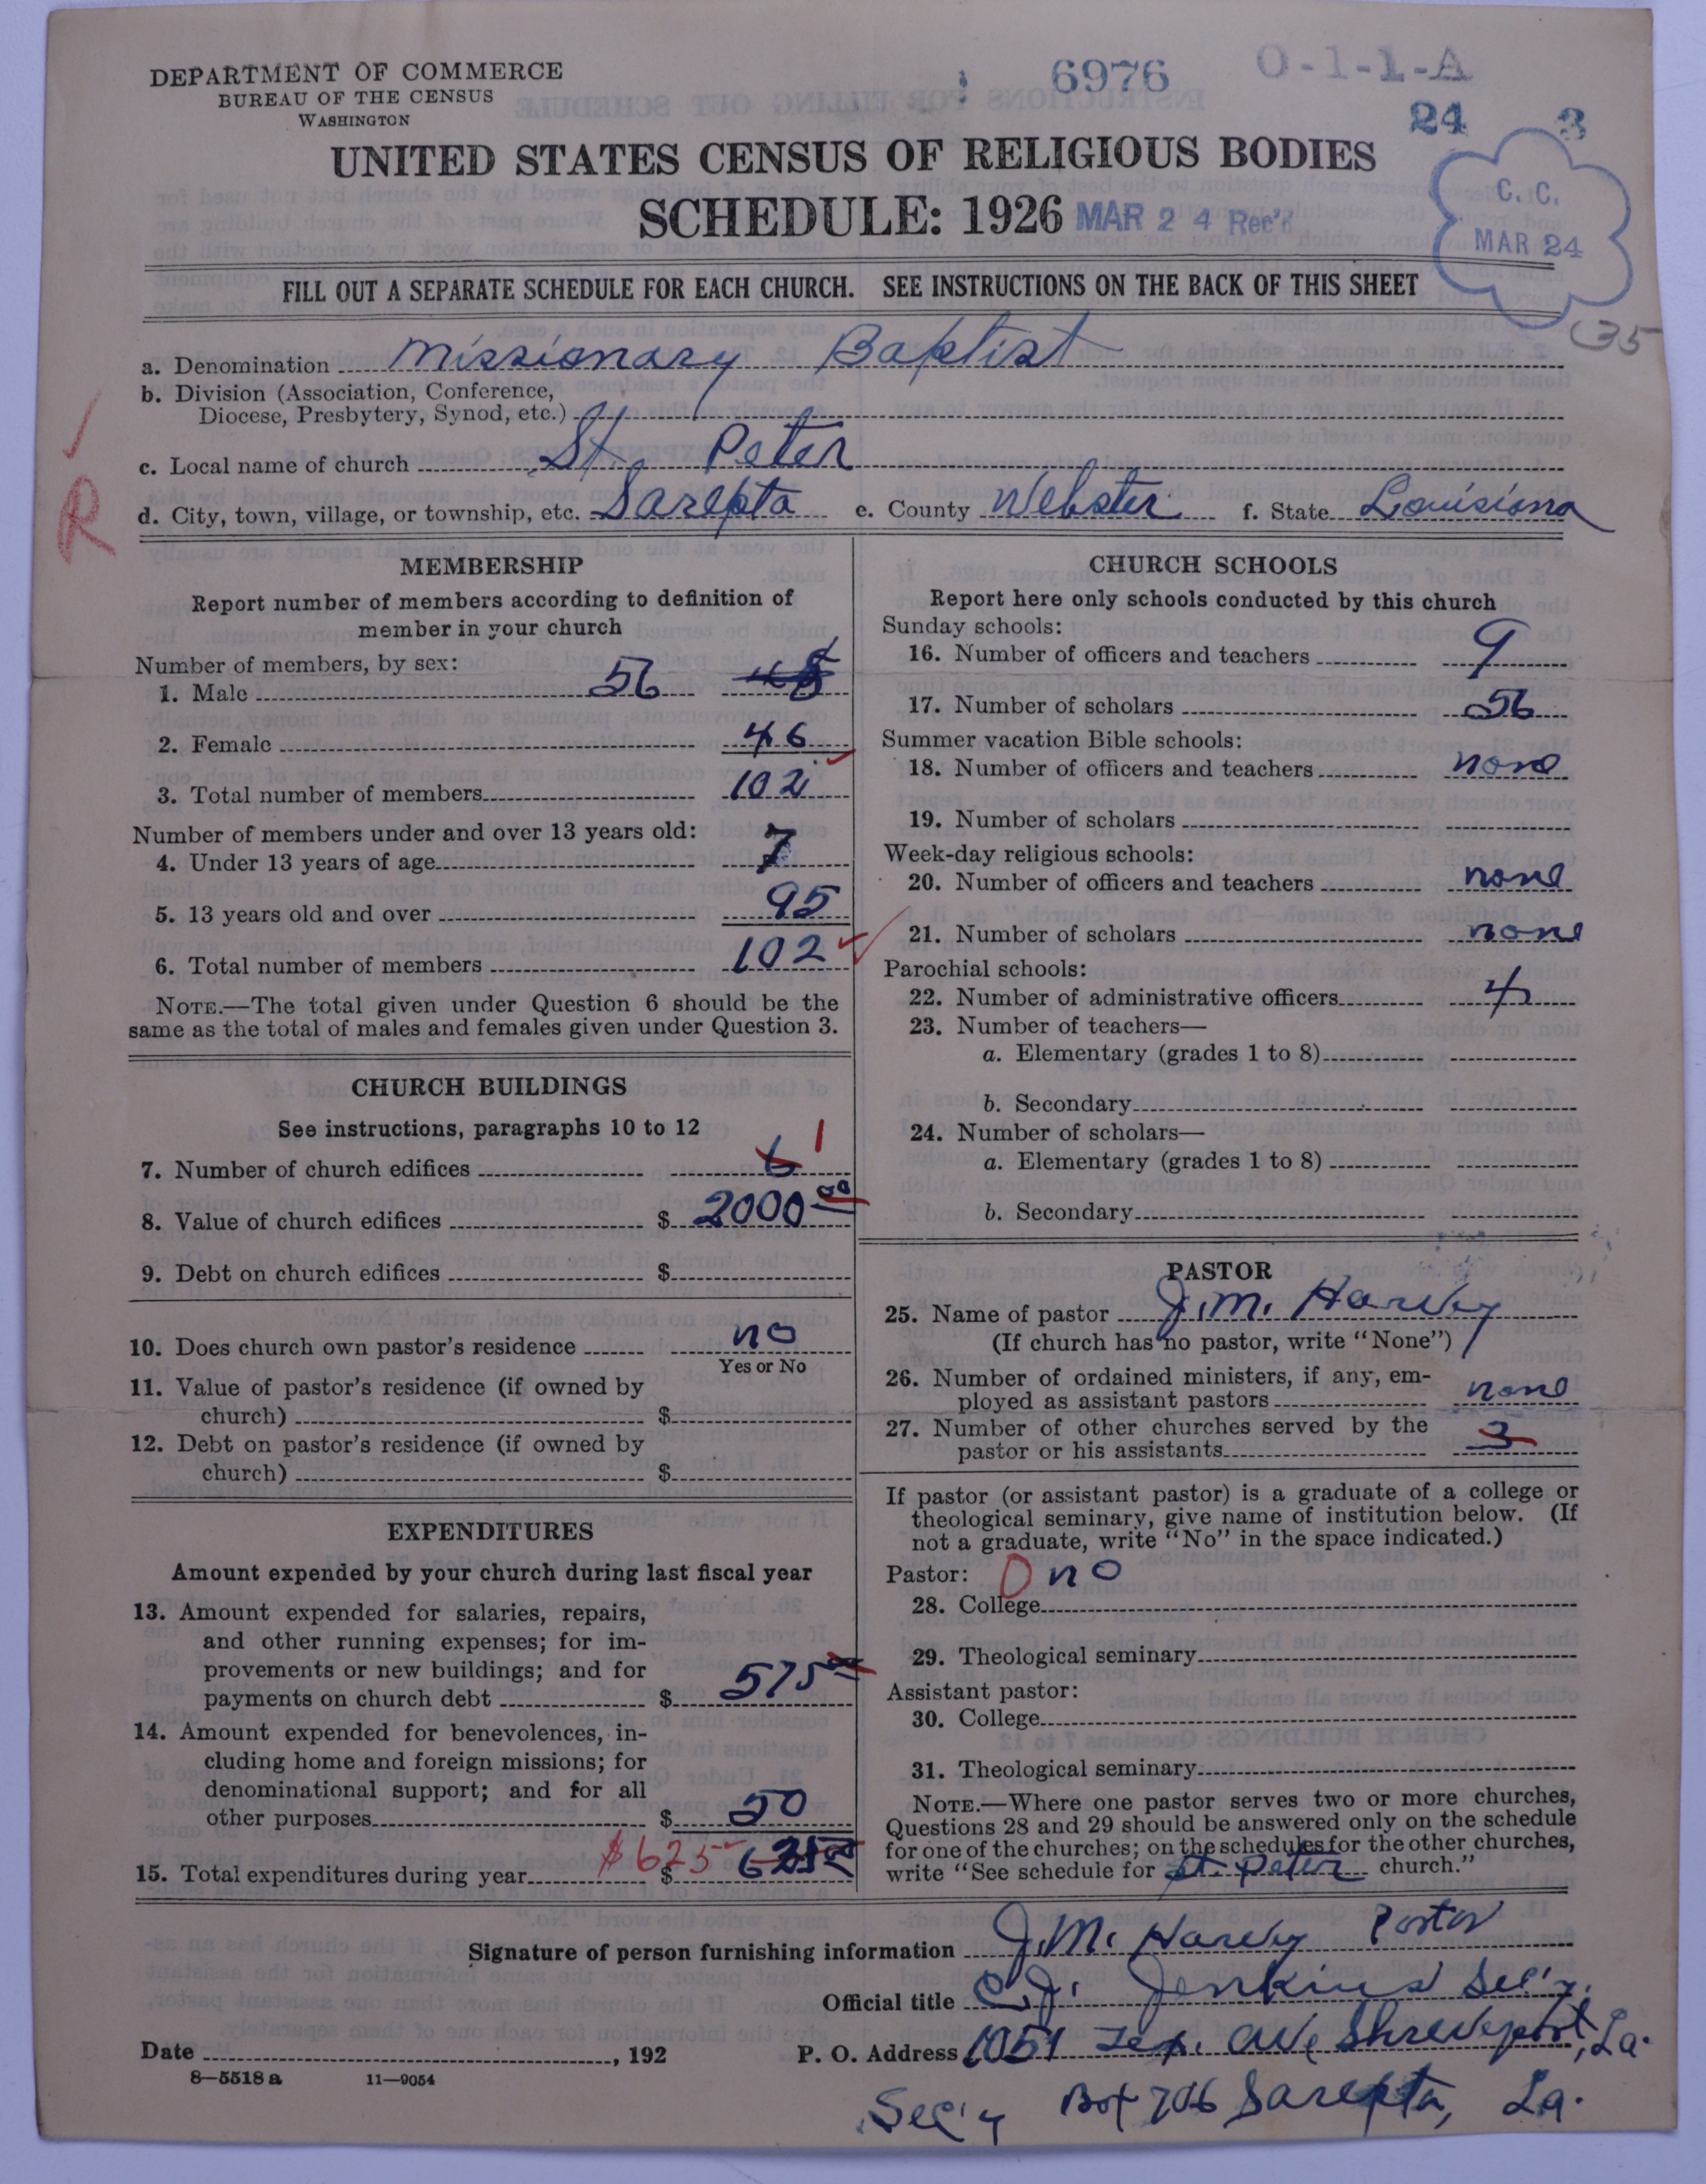 DEPARTMENT OF COMMERCE
BUREAU OF THE CENSUS
WASHINGTON
6976
O-1-1-A
24 3
UNITED STATES CENSUS OF RELIGIOUS BODIES
SCHEDULE: 1926 MAR 24 Rec'd
C. C.
MAR 24
FILL OUT A SEPARATE SCHEDULE FOR EACH CHURCH. SEE INSTRUCTIONS ON THE BACK OF THIS SHEET
35
a. Denomination Missionary Baptist
b. Division (Association, Conference,
Diocese, Presbytery, Synod, etc.)
c. Local name of church St. Peter
R
d. City, town, village, or township, etc. Sarepta e. County Webster f. State Louisiana
MEMBERSHIP
Report number of members according to definition of
member in your church
Number of members, by sex:
1. Male 56
2. Female 46
3. Total number of members 102
Number of members under and over 13 years old:
4. Under 13 years of age 7
5. 13 years old and over 95
6. Total number of members 102
NOTE.—The total given under Question 6 should be the
same as the total of males and females given under Question 3.
CHURCH BUILDINGS
See instructions, paragraphs 10 to 12
7. Number of church edifices 6 1
8. Value of church edifices $ 2000 00
9. Debt on church edifices $
10. Does church own pastor's residence no
Yes or No
11. Value of pastor's residence (if owned by
church) $
12. Debt on pastor's residence (if owned by
church) $
EXPENDITURES
Amount expended by your church during last fiscal year
13. Amount expended for salaries, repairs,
and other running expenses; for im-
provements or new buildings; and for
payments on church debt $ 575 00
14. Amount expended for benevolences, in-
cluding home and foreign missions; for
denominational support; and for all
other purposes $ 50
15. Total expenditures during year $625 $
CHURCH SCHOOLS
Report here only schools conducted by this church
Sunday schools:
16. Number of officers and teachers 9
17. Number of scholars 56
Summer vacation Bible schools:
18. Number of officers and teachers none
19. Number of scholars
Week-day religious schools:
20. Number of officers and teachers none
21. Number of scholars none
Parochial schools:
22. Number of administrative officers 4
23. Number of teachers—
a. Elementary (grades 1 to 8)
b. Secondary
24. Number of scholars—
a. Elementary (grades 1 to 8)
b. Secondary
PASTOR
25. Name of pastor J. M. Harvey
(If church has no pastor, write "None")
26. Number of ordained ministers, if any, em-
ployed as assistant pastors none
27. Number of other churches served by the
pastor or his assistants 3
If pastor (or assistant pastor) is a graduate of a college or
theological seminary, give name of institution below. (If
not a graduate, write "No" in the space indicated.)
Pastor: 0 no
28. College
29. Theological seminary
Assistant pastor:
30. College
31. Theological seminary
NOTE.—Where one pastor serves two or more churches,
Questions 28 and 29 should be answered only on the schedule
for one of the churches; on the schedules for the other churches,
write "See schedule for St. Peter church."
Signature of person furnishing information J. M. Harvey Pastor
Official title C. J. Jenkins Sec'y.
Date , 192 P. O. Address 1051 Tex. Ave Shreveport, La.
8—5518 a 11—9054
Sec'y Box 706 Sarepta, La.